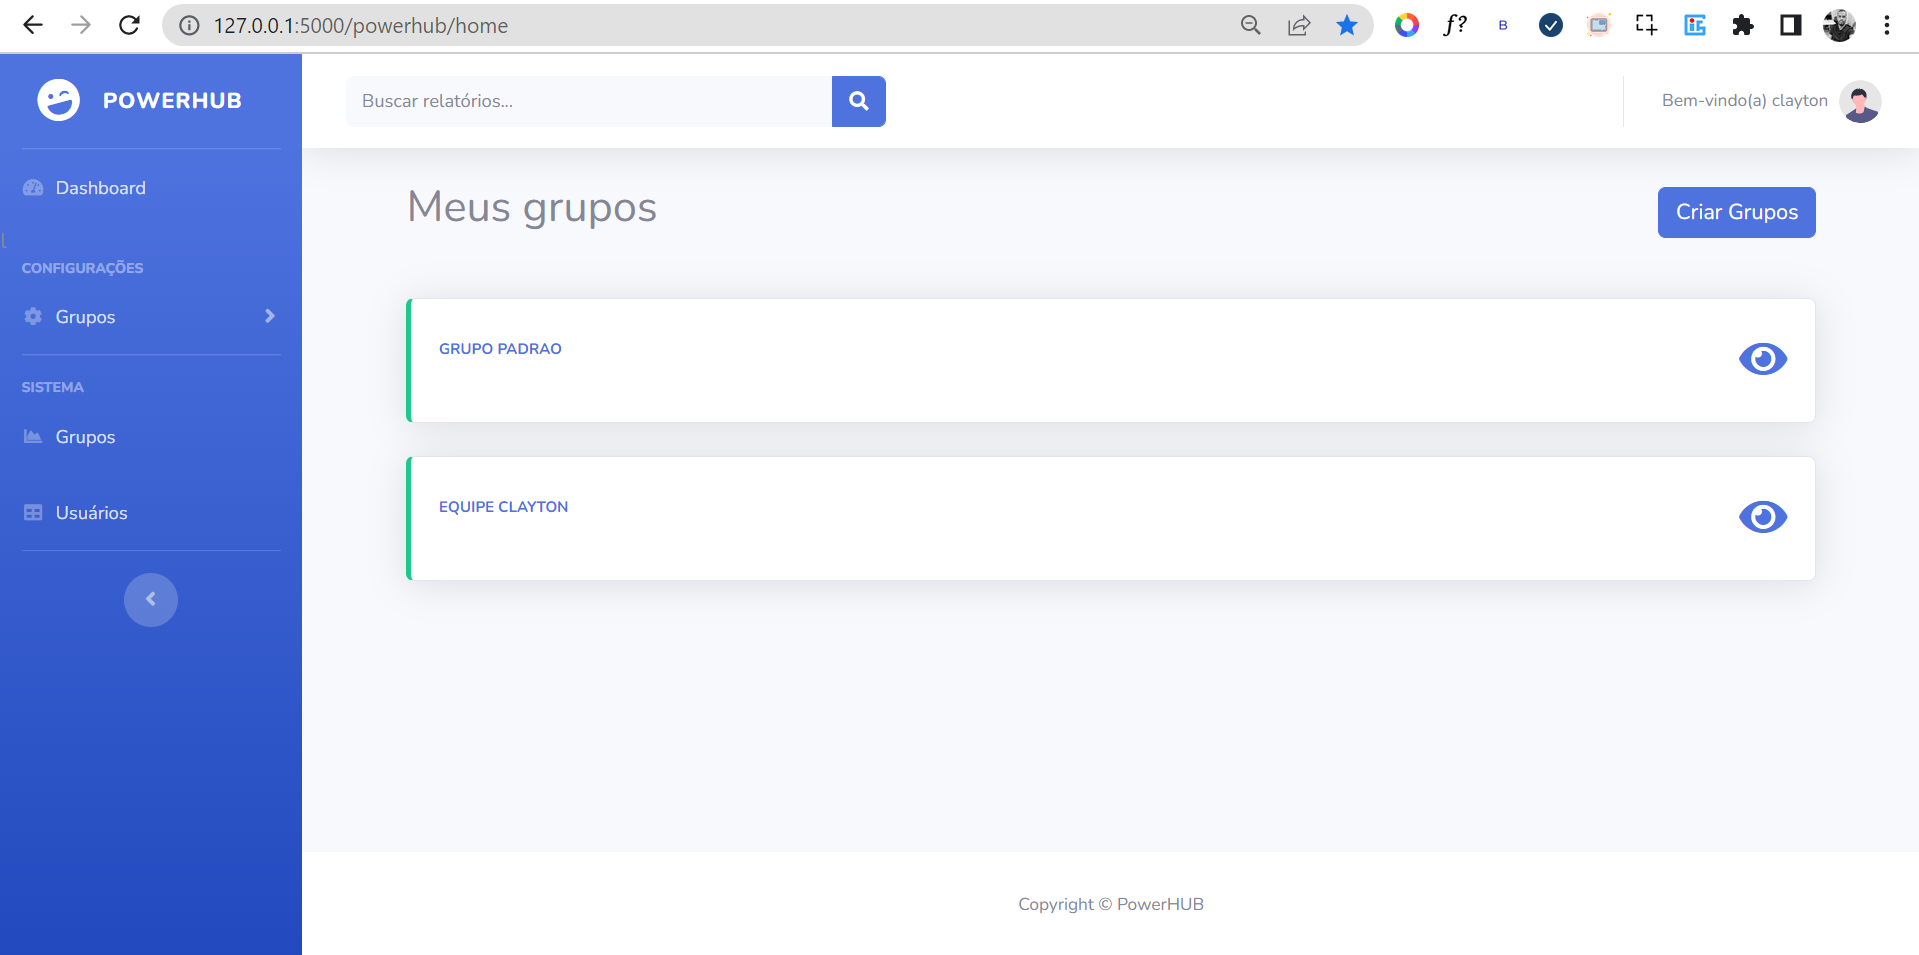 127.0.0.1:5000/powerhub/home
f?
B
POWERHUB
Buscar relatórios...
Bem-vindo(a) clayton
Dashboard
l
CONFIGURAÇÕES
Grupos
SISTEMA
Grupos
Usuários
Meus grupos
Criar Grupos
GRUPO PADRAO
EQUIPE CLAYTON
Copyright © PowerHUB